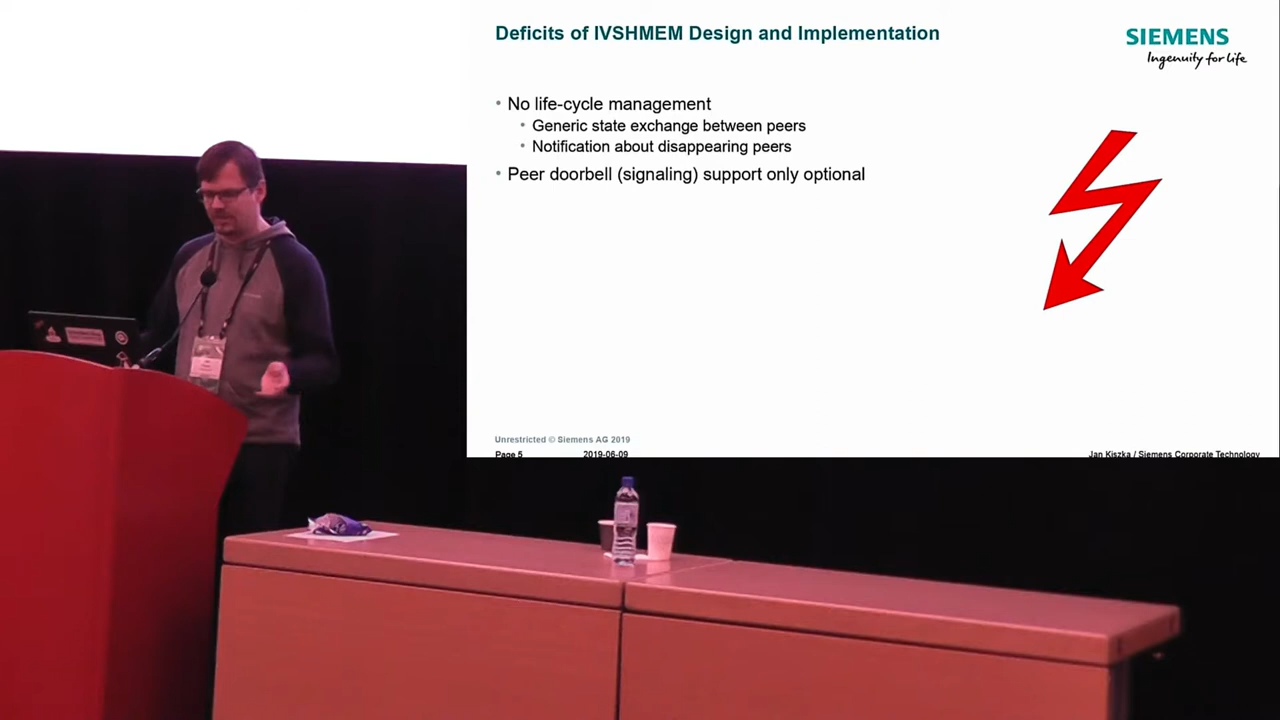 Deficits of IVSHMEM Design and Implementation
SIEMENS
Ingenuity for life
• No life-cycle management
• Generic state exchange between peers
• Notification about disappearing peers
• Peer doorbell (signaling) support only optional
Unrestricted © Siemens AG 2019
Page 5
2019-06-09
Jan Kiszka / Siemens Corporate Technology